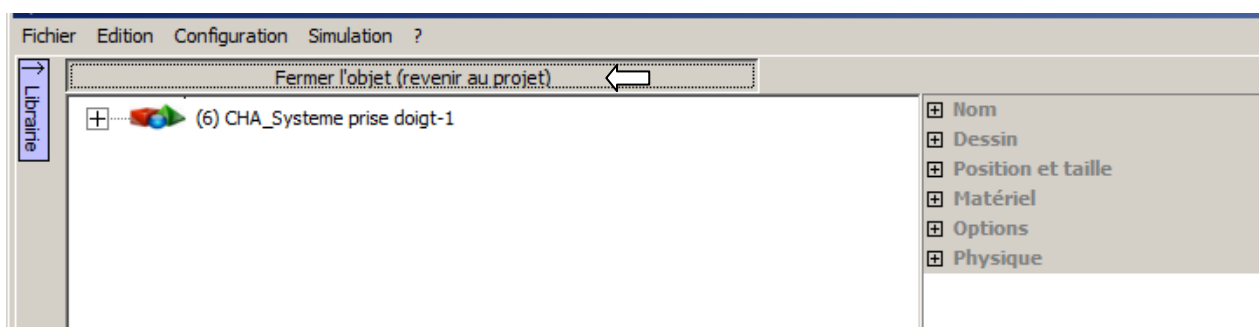 Fichier Edition Configuration Simulation ?
↑ Librairie
Fermer l'objet (revenir au projet)
(6) CHA_Systeme prise doigt-1
Nom
Dessin
Position et taille
Matériel
Options
Physique